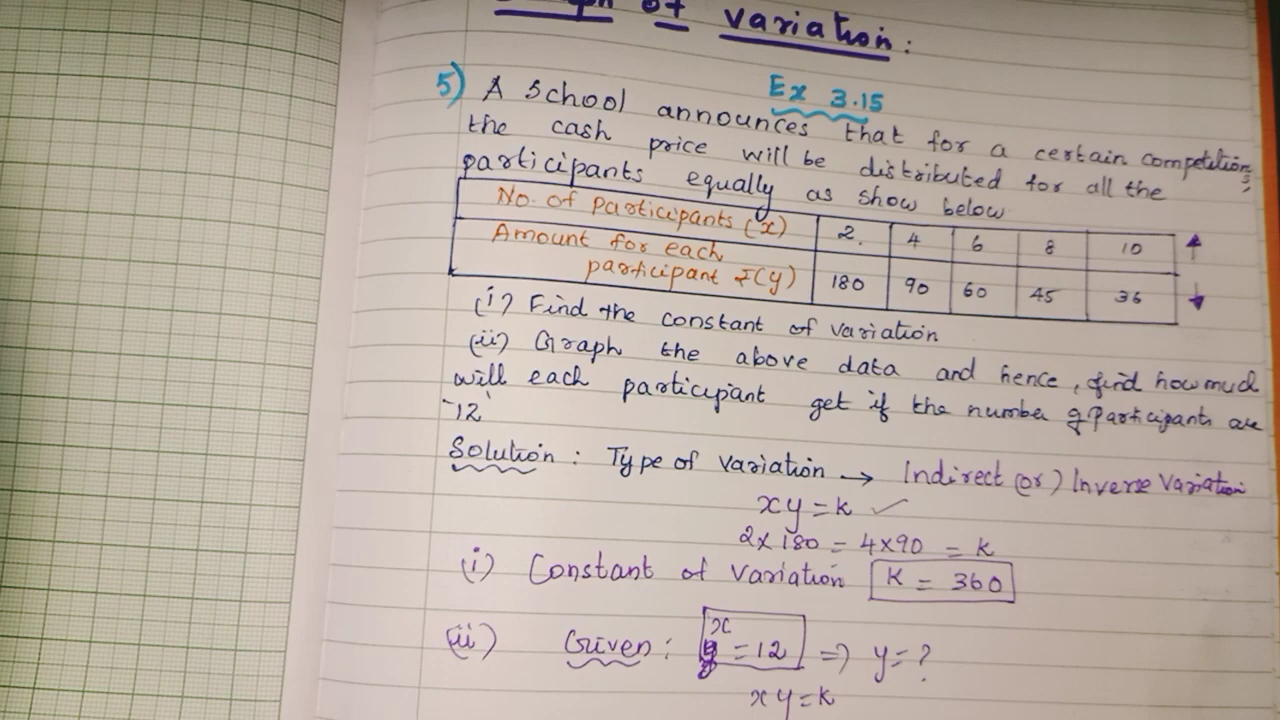 of variation:
Ex 3.15
5) A School announces that for a certain competition,
the cash price will be distributed for all the
participants equally as show below
No. of participants (x) 2. 4 6 8 10
Amount for each
participant ₹(y) 180 90 60 45 36
(i) Find the constant of variation
(ii) Graph the above data and hence, find how much
will each participant get if the number of Participants are
12
Solution: Type of variation → Indirect (or) Inverse Variation
xy = k ✓
2 x 180 = 4 x 90 = k
(i) Constant of Variation K = 360
(ii) Given: x = 12 ⇒ y = ?
xy = k